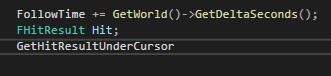 FollowTime += GetWorld()->GetDeltaSeconds();
FHitResult Hit;
GetHitResultUnderCursor